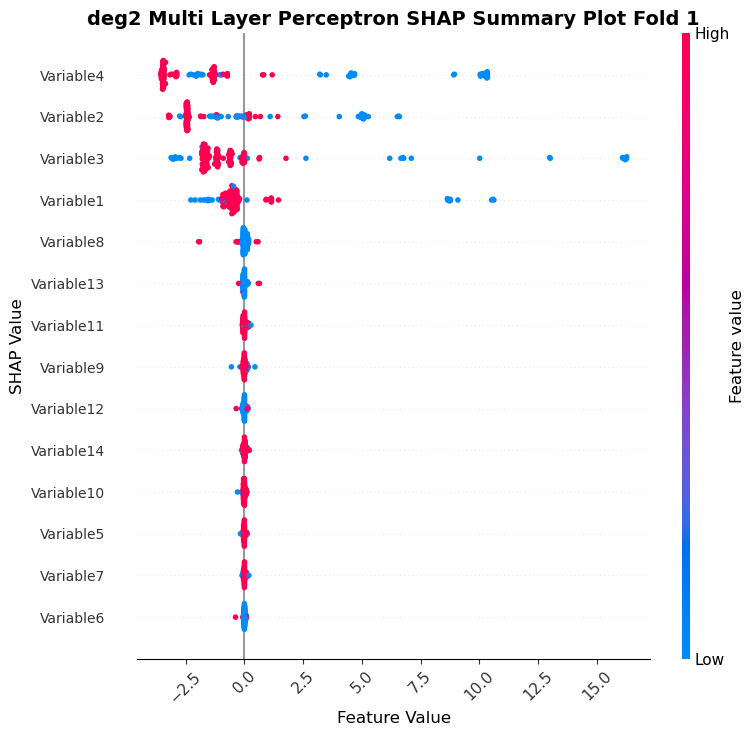 deg2 Multi Layer Perceptron SHAP Summary Plot Fold 1
High
Variable4
Variable2
Variable3
Variable1
Variable8
Variable13
Variable11
Variable9
Variable12
Variable14
Variable10
Variable5
Variable7
Variable6
SHAP Value
Feature value
Low
−2.5 0.0 2.5 5.0 7.5 10.0 12.5 15.0
Feature Value